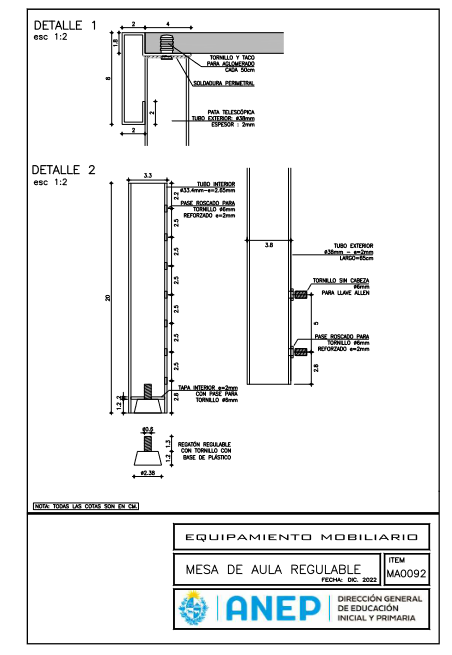 DETALLE 1
esc 1:2
2
4
1.8
8
2
2
TORNILLO Y TACO
PARA AGLOMERADO
CADA 50cm
SOLDADURA PERIMETRAL
PATA TELESCÓPICA
TUBO EXTERIOR: ø38mm
ESPESOR : 2mm
DETALLE 2
esc 1:2
3.3
TUBO INTERIOR
ø33.4mm-e=2.65mm
2.2
PASE ROSCADO PARA
TORNILLO ø6mm
REFORZADO e=2mm
2.5
2.5
2.5
2.5
2.5
2.5
2.8
20
TAPA INTERIOR e=2mm
CON PASE PARA
TORNILLO ø6mm
1.2
.2
ø0.6
1.3
1.2
REGATÓN REGULABLE
CON TORNILLO CON
BASE DE PLÁSTICO
ø2.38
3.8
TUBO EXTERIOR
ø38mm - e=2mm
LARGO=65cm
TORNILLO SIN CABEZA
ø6mm
PARA LLAVE ALLEN
5
PASE ROSCADO PARA
TORNILLO ø6mm
REFORZADO e=2mm
2.8
NOTA: TODAS LAS COTAS SON EN CM.
EQUIPAMIENTO MOBILIARIO
MESA DE AULA REGULABLE
FECHA: DIC. 2022
ITEM
MA0092
ANEP
DIRECCIÓN GENERAL
DE EDUCACIÓN
INICIAL Y PRIMARIA